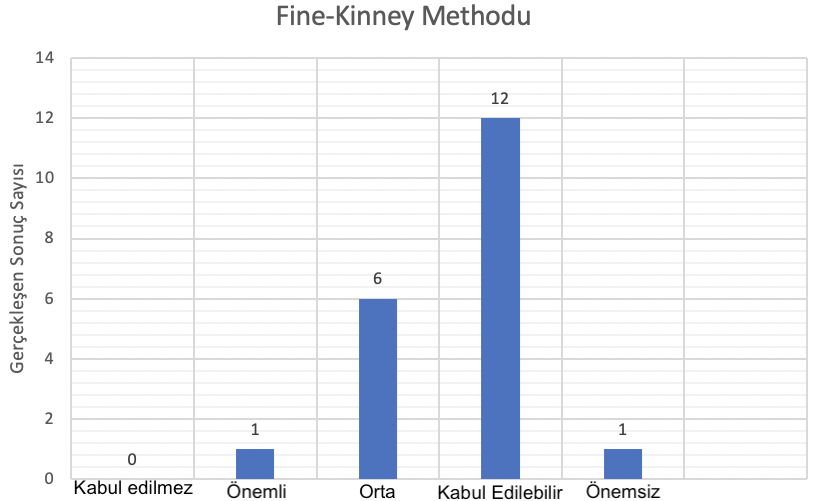 Fine-Kinney Methodu
Gerçekleşen Sonuç Sayısı
14
12
10
8
6
4
2
0
0
1
6
12
1
Kabul edilmez
Önemli
Orta
Kabul Edilebilir
Önemsiz